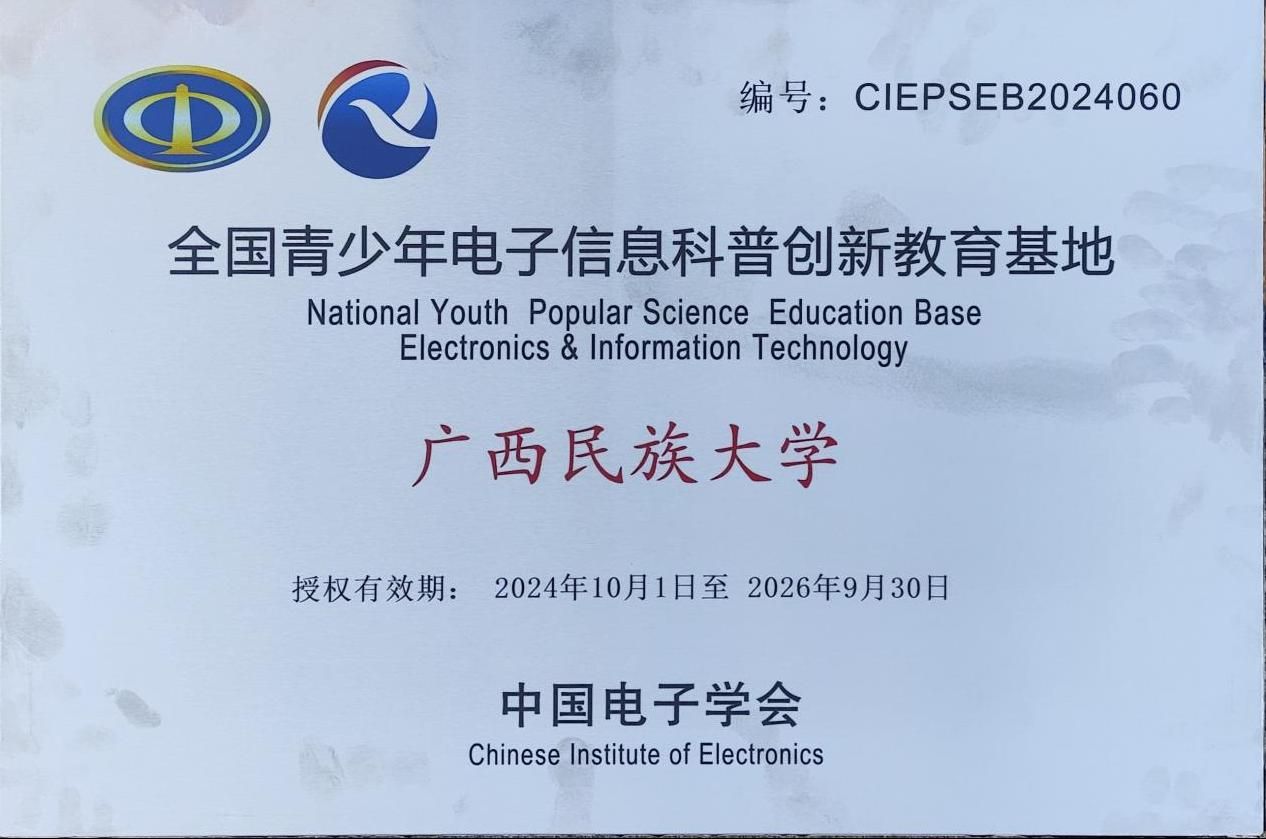 编号：CIEPSEB2024060
全国青少年电子信息科普创新教育基地
National Youth Popular Science Education Base
Electronics & Information Technology
广西民族大学
授权有效期： 2024年10月1日至 2026年9月30日
中国电子学会
Chinese Institute of Electronics